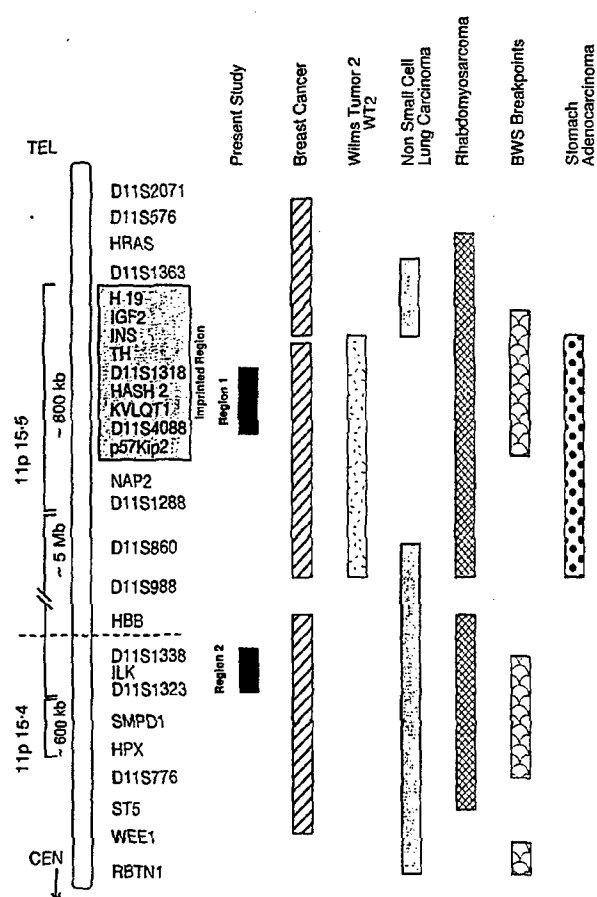 TEL
Present Study
Breast Cancer
Wilms Tumor 2
WT2
Non Small Cell
Lung Carcinoma
Rhabdomyosarcoma
BWS Breakpoints
Stomach
Adenocarcinoma
D11S2071
D11S576
HRAS
D11S1363
H-19
IGF2
INS
TH
D11S1318
HASH 2
KVLQT1
D11S4088
p57Kip2
Imprinted Region
Region 1
NAP2
D11S1288
D11S860
D11S988
HBB
D11S1338
ILK
D11S1323
Region 2
SMPD1
HPX
D11S776
ST5
WEE1
RBTN1
11p 15·5
~ 800 kb
~ 5 Mb
11p 15·4
~ 600 kb
CEN